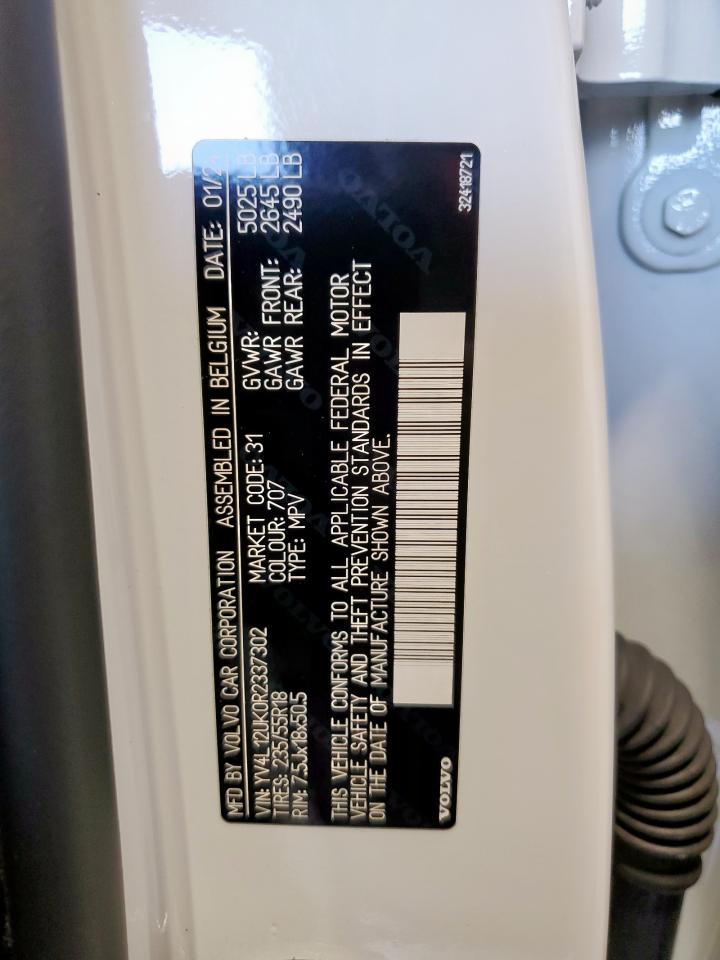 MFD BY VOLVO CAR CORPORATION ASSEMBLED IN BELGIUM DATE: 01/24
VIN: YV4L12UK0R2337302 MARKET CODE: 31 GVWR: 5025 LB
TIRES: 235/55R18 COLOUR: 707 GAWR FRONT: 2645 LB
RIM: 7.5Jx18x50.5 TYPE: MPV GAWR REAR: 2490 LB
THIS VEHICLE CONFORMS TO ALL APPLICABLE FEDERAL MOTOR
VEHICLE SAFETY AND THEFT PREVENTION STANDARDS IN EFFECT
ON THE DATE OF MANUFACTURE SHOWN ABOVE.
VOLVO 32418721